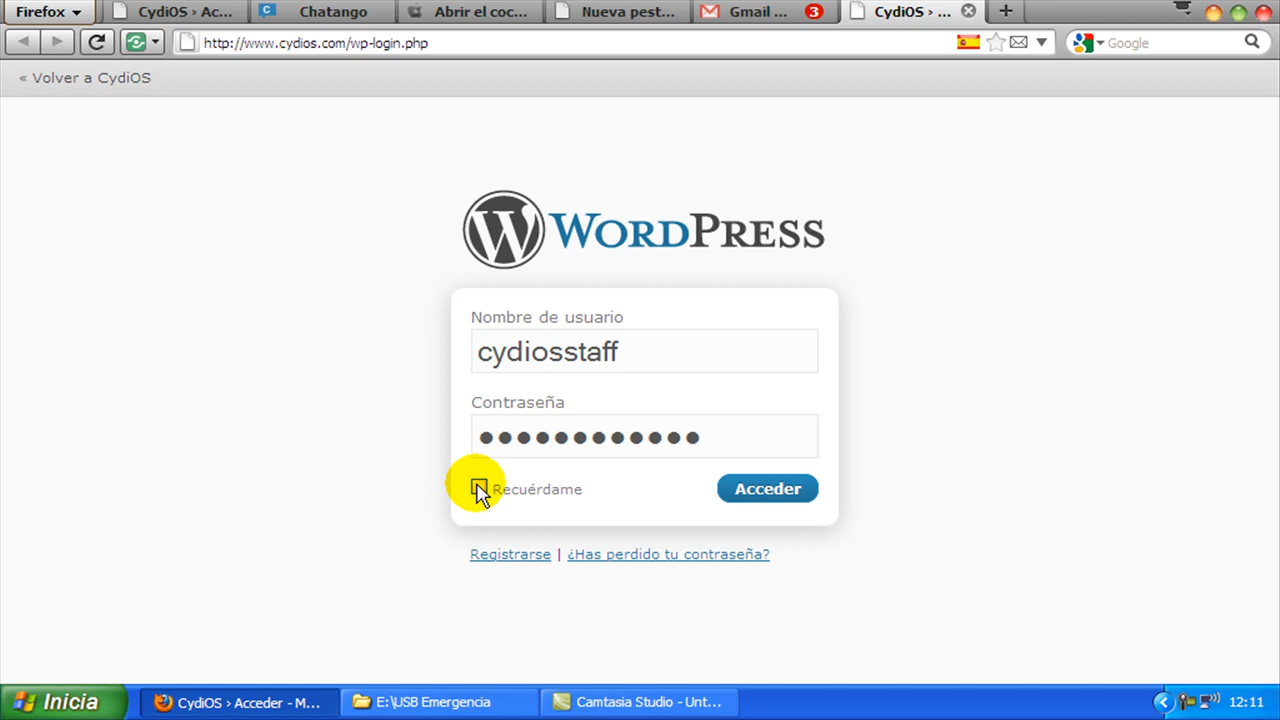 Firefox
CydiOS › Ac...
Chatango
Abrir el coc...
Nueva pest...
Gmail ...
3
CydiOS › ...
http://www.cydios.com/wp-login.php
Google
« Volver a CydiOS
WORDPRESS
Nombre de usuario
cydiosstaff
Contraseña
●●●●●●●●●●●●
Recuérdame
Acceder
Registrarse | ¿Has perdido tu contraseña?
Inicia
CydiOS › Acceder - M...
E:\USB Emergencia
Camtasia Studio - Unt...
12:11